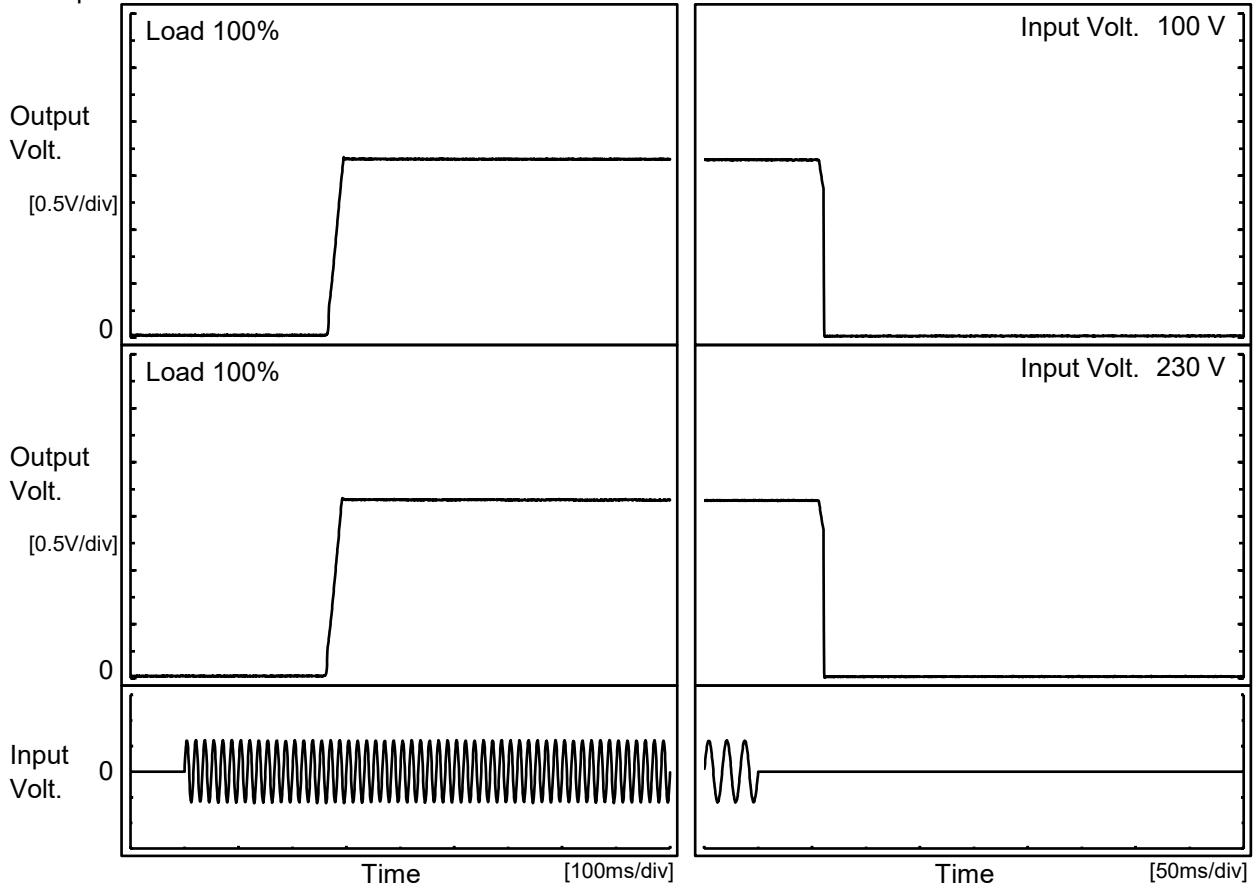 Load 100%
Input Volt. 100 V
Output
Volt.
[0.5V/div]
0
Load 100%
Input Volt. 230 V
Output
Volt.
[0.5V/div]
0
Input
Volt.
0
Time
[100ms/div]
Time
[50ms/div]